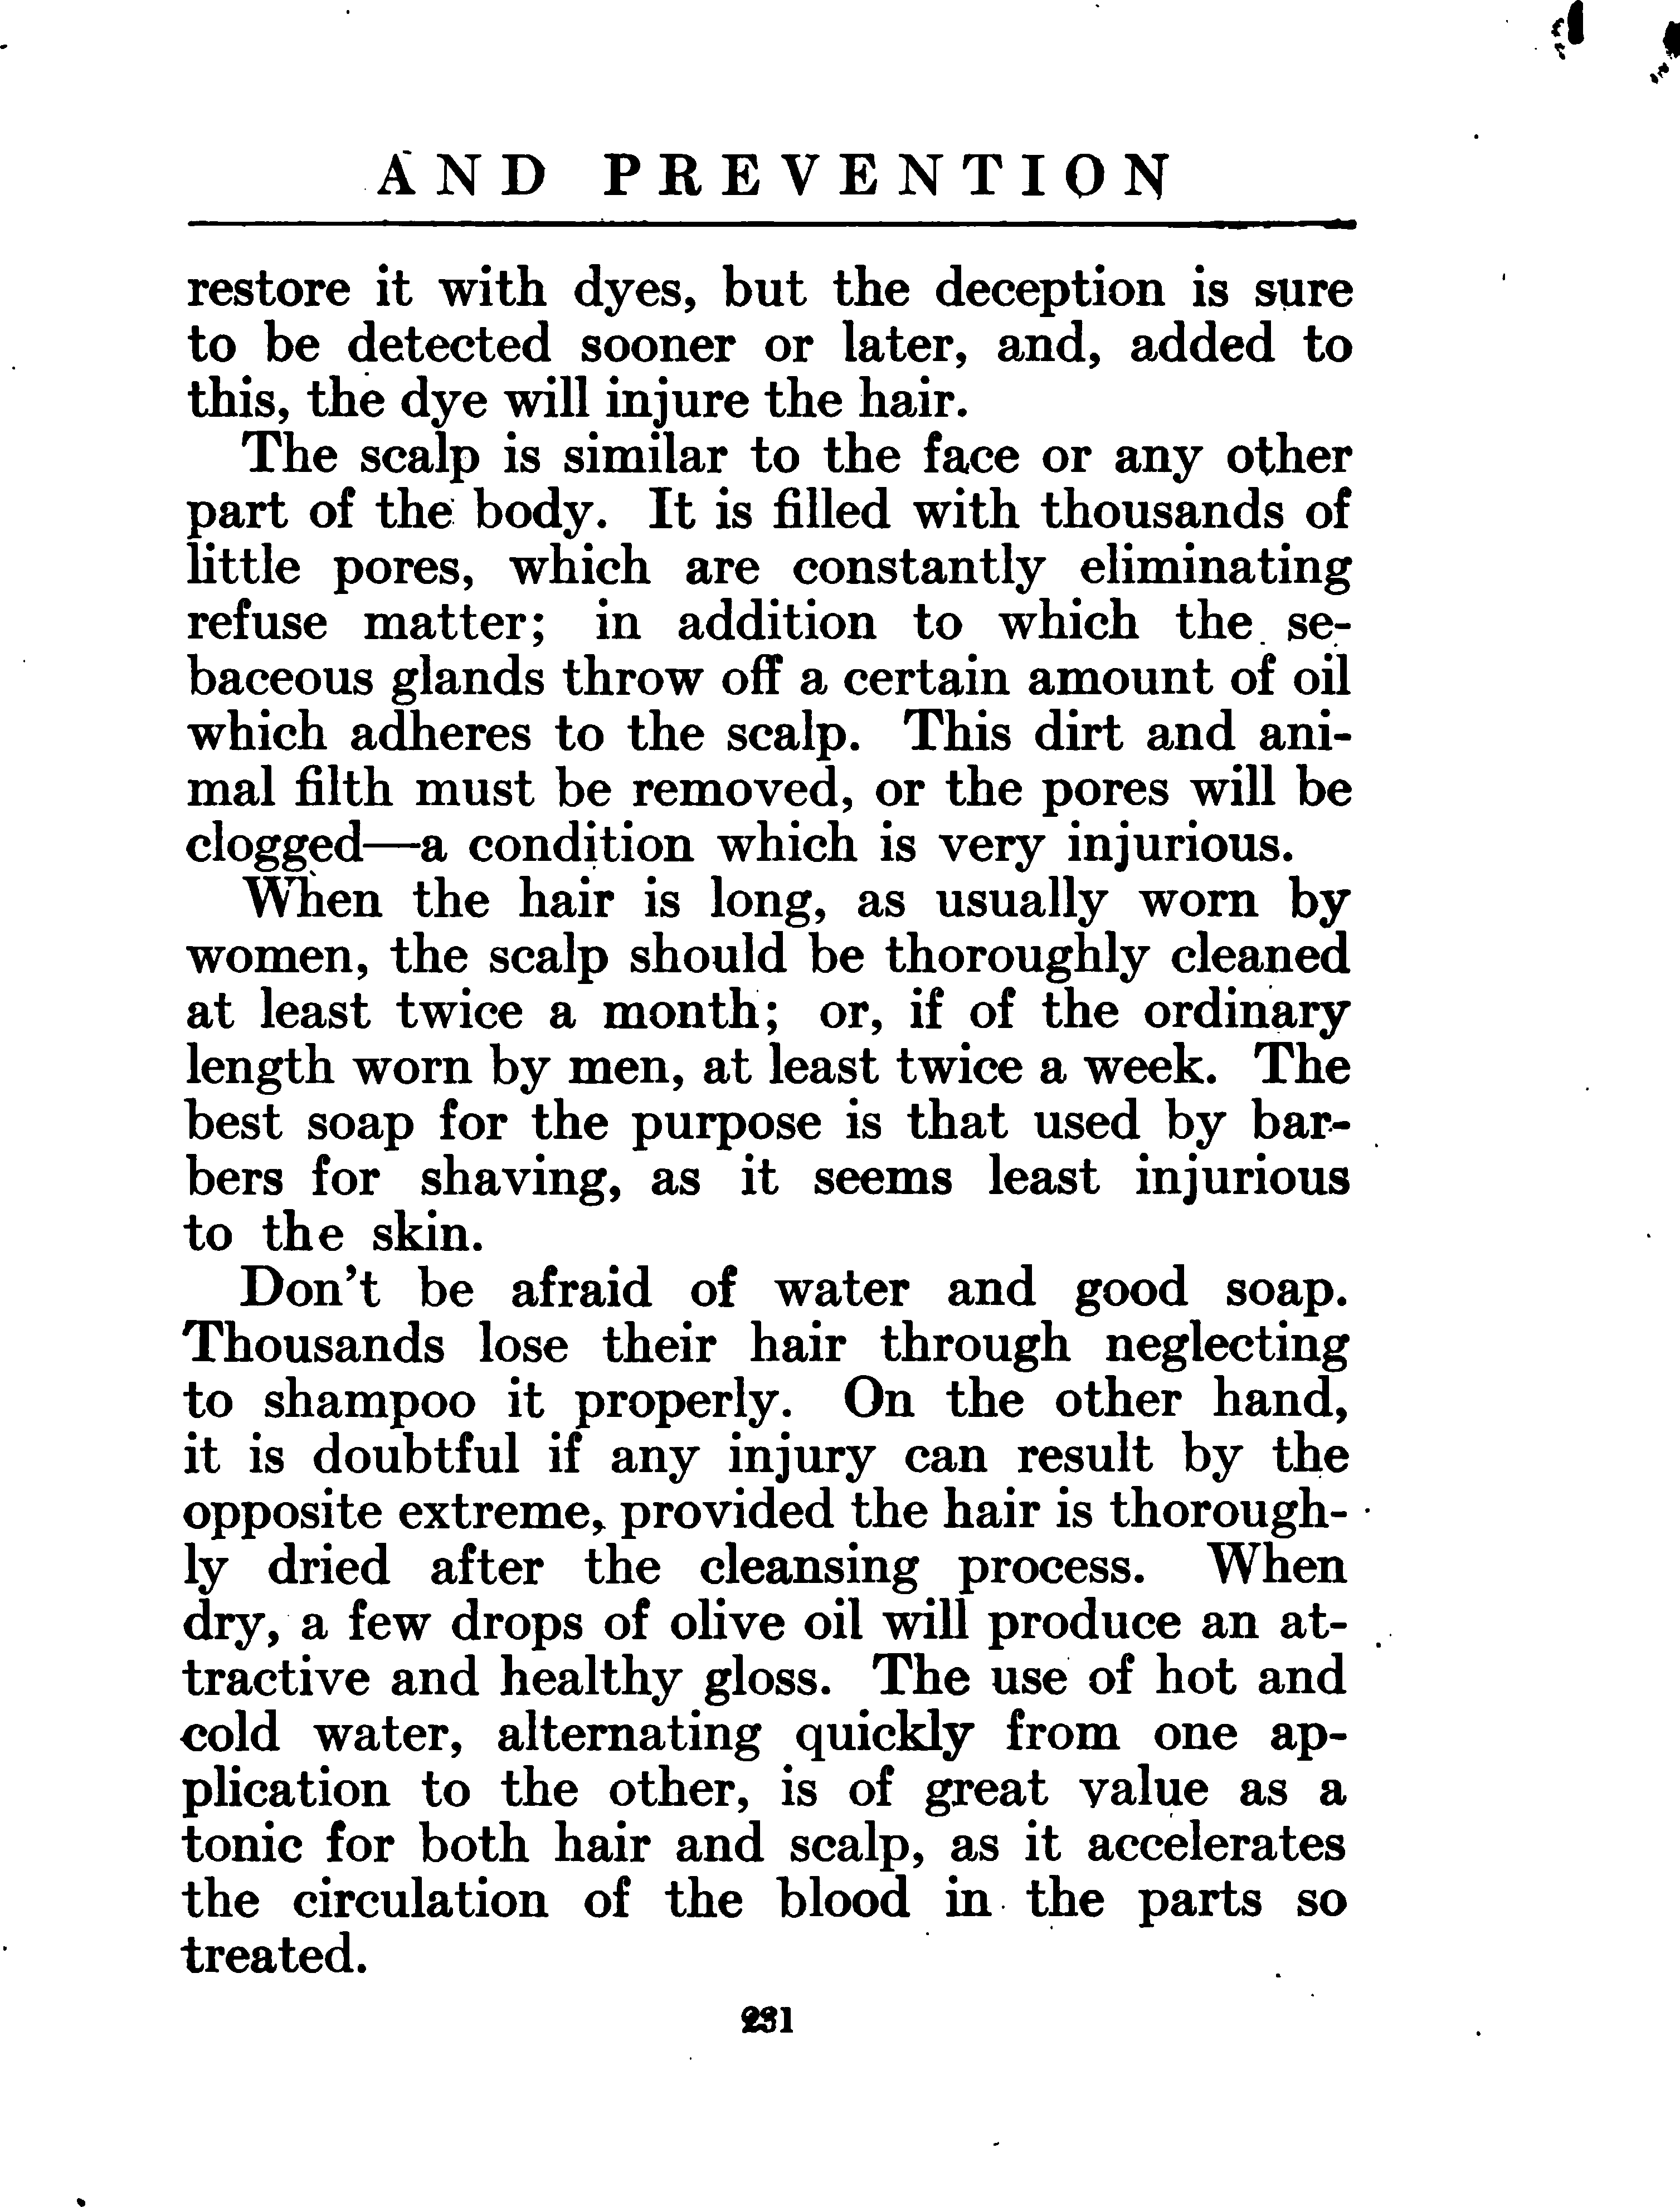 AND PREVENTION
restore it with dyes, but the deception is sure
to be detected sooner or later, and, added to
this, the dye will injure the hair.
The scalp is similar to the face or any other
part of the body. It is filled with thousands of
little pores, which are constantly eliminating
refuse matter; in addition to which the se-
baceous glands throw off a certain amount of oil
which adheres to the scalp. This dirt and ani-
mal filth must be removed, or the pores will be
clogged—a condition which is very injurious.
When the hair is long, as usually worn by
women, the scalp should be thoroughly cleaned
at least twice a month; or, if of the ordinary
length worn by men, at least twice a week. The
best soap for the purpose is that used by bar-
bers for shaving, as it seems least injurious
to the skin.
Don't be afraid of water and good soap.
Thousands lose their hair through neglecting
to shampoo it properly. On the other hand,
it is doubtful if any injury can result by the
opposite extreme, provided the hair is thorough-
ly dried after the cleansing process. When
dry, a few drops of olive oil will produce an at-
tractive and healthy gloss. The use of hot and
cold water, alternating quickly from one ap-
plication to the other, is of great value as a
tonic for both hair and scalp, as it accelerates
the circulation of the blood in the parts so
treated.
231